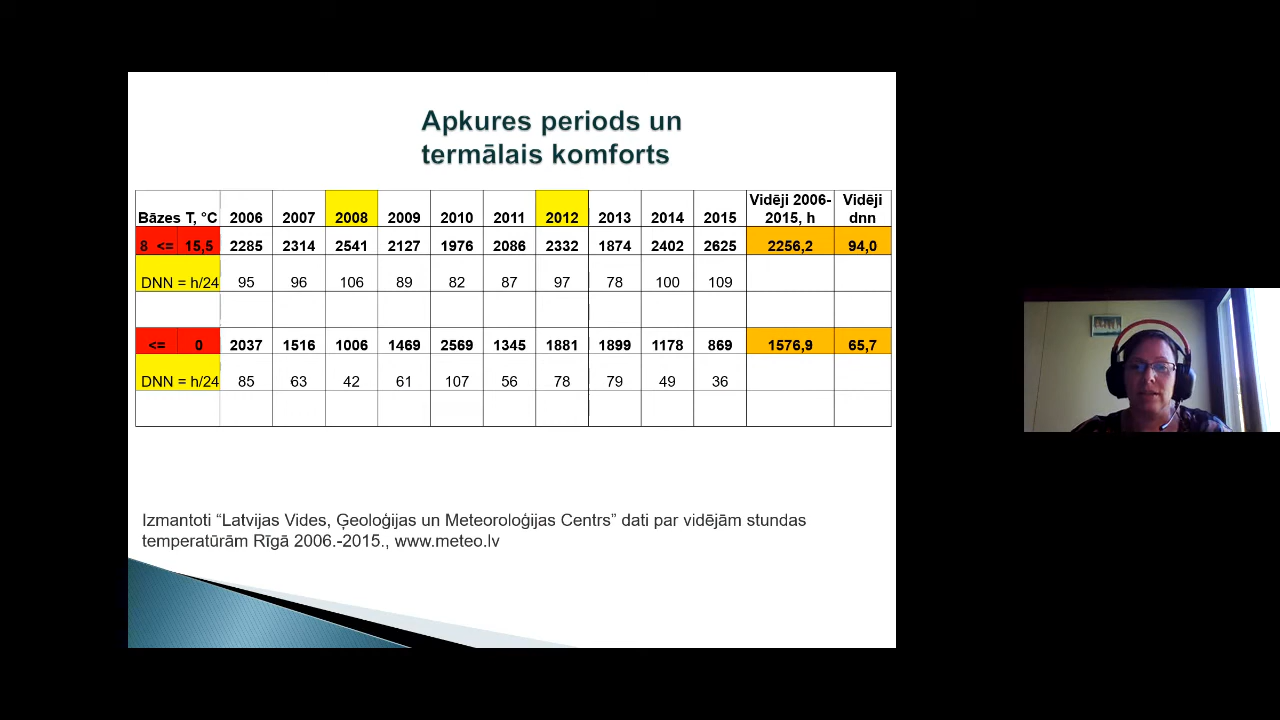 Apkures periods un
termālais komforts
Bāzes T, °C 2006 2007 2008 2009 2010 2011 2012 2013 2014 2015 Vidēji 2006-2015, h Vidēji dnn
8 <= 15,5 2285 2314 2541 2127 1976 2086 2332 1874 2402 2625 2256,2 94,0
DNN = h/24 95 96 106 89 82 87 97 78 100 109
<= 0 2037 1516 1006 1469 2569 1345 1881 1899 1178 869 1576,9 65,7
DNN = h/24 85 63 42 61 107 56 78 79 49 36
Izmantoti “Latvijas Vides, Ģeoloģijas un Meteoroloģijas Centrs” dati par vidējām stundas
temperatūrām Rīgā 2006.-2015., www.meteo.lv